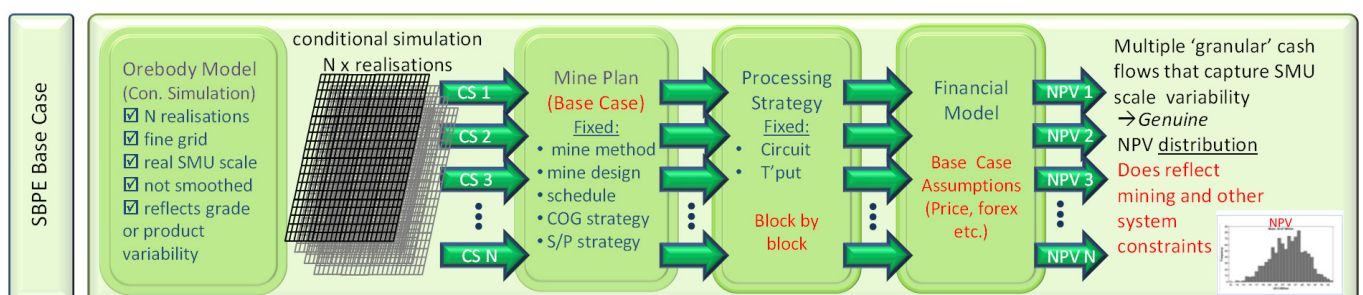 SBPE Base Case
Orebody Model
(Con. Simulation)
☑ N realisations
☑ fine grid
☑ real SMU scale
☑ not smoothed
☑ reflects grade
or product
variability
conditional simulation
N x realisations
CS 1
CS 2
CS 3
CS N
Mine Plan
(Base Case)
Fixed:
• mine method
• mine design
• schedule
• COG strategy
• S/P strategy
Processing
Strategy
Fixed:
• Circuit
• T'put
Block by
block
Financial
Model
Base Case
Assumptions
(Price, forex
etc.)
NPV 1
NPV 2
NPV 3
NPV N
Multiple ‘granular’ cash
flows that capture SMU
scale variability
→Genuine
NPV distribution
Does reflect
mining and other
system
constraints
NPV